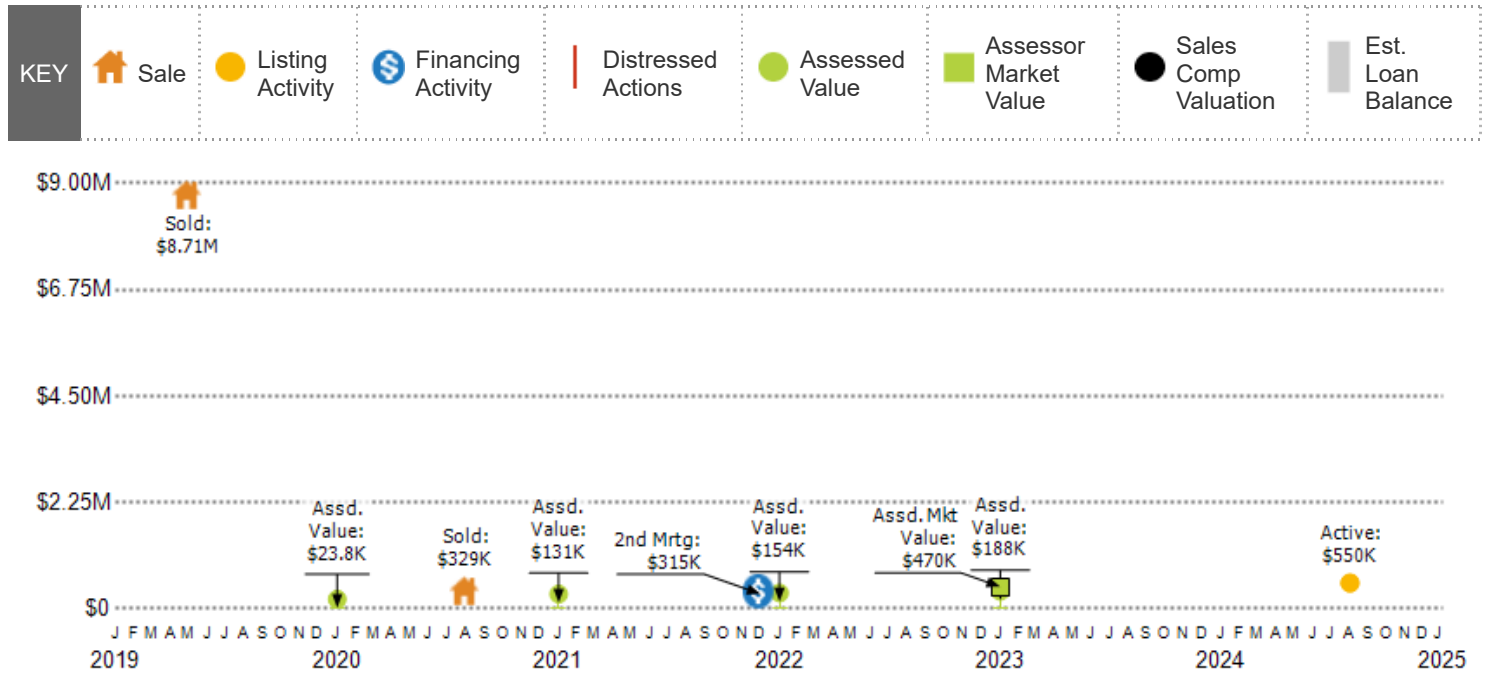 KEY
Sale
Listing
Activity
Financing
Activity
Distressed
Actions
Assessed
Value
Assessor
Market
Value
Sales
Comp
Valuation
Est.
Loan
Balance
$9.00M
Sold:
$8.71M
$6.75M
$4.50M
$2.25M
Assd.
Value:
$23.8K
Sold:
$329K
Assd.
Value:
$131K
2nd Mrtg:
$315K
Assd.
Value:
$154K
Assd. Mkt
Value:
$470K
Assd.
Value:
$188K
Active:
$550K
$0
J F M A M J J A S O N D J F M A M J J A S O N D J F M A M J J A S O N D J F M A M J J A S O N D J F M A M J J A S O N D J F M A M J J A S O N D J
2019 2020 2021 2022 2023 2024 2025